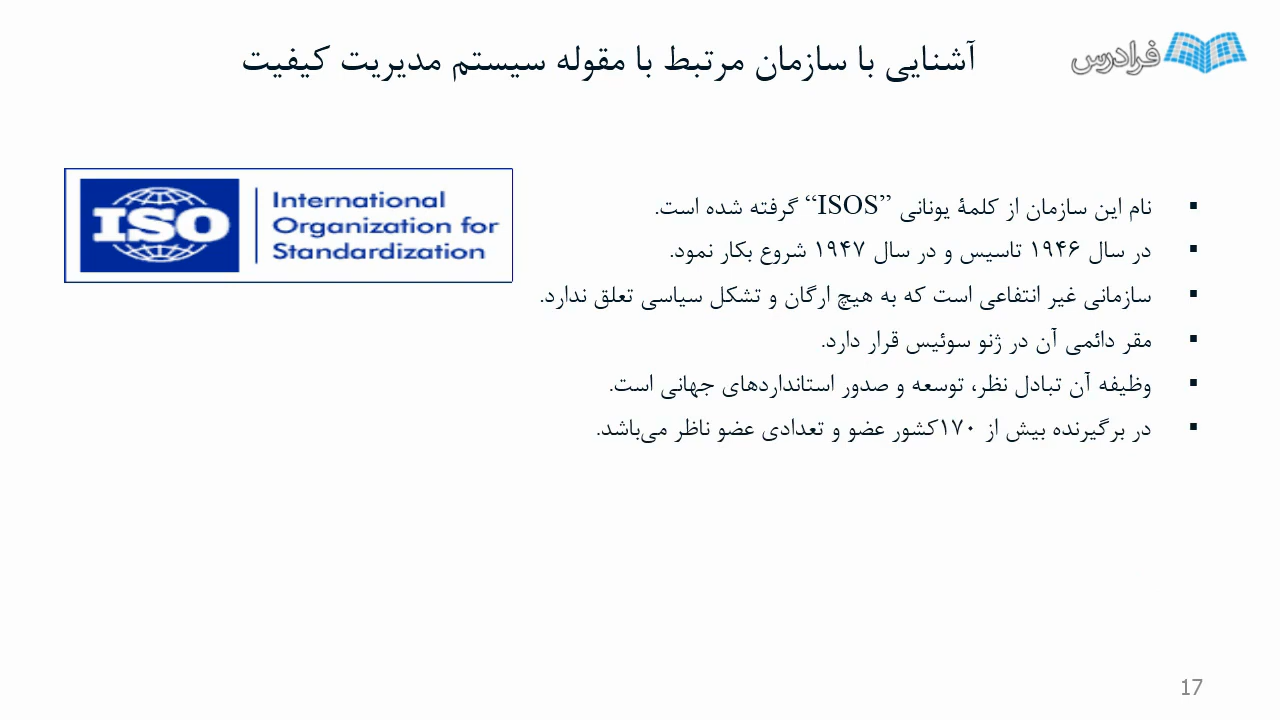 فرادرس
آشنایی با سازمان مرتبط با مقوله سیستم مدیریت کیفیت
ISO
International
Organization for
Standardization
▪ نام این سازمان از کلمۀ یونانی ”ISOS“ گرفته شده است.
▪ در سال ۱۹۴۶ تاسیس و در سال ۱۹۴۷ شروع بکار نمود.
▪ سازمانی غیر انتفاعی است که به هیچ ارگان و تشکل سیاسی تعلق ندارد.
▪ مقر دائمی آن در ژنو سوئیس قرار دارد.
▪ وظیفه آن تبادل نظر، توسعه و صدور استانداردهای جهانی است.
▪ در برگیرنده بیش از ۱۷۰کشور عضو و تعدادی عضو ناظر می‌باشد.
17